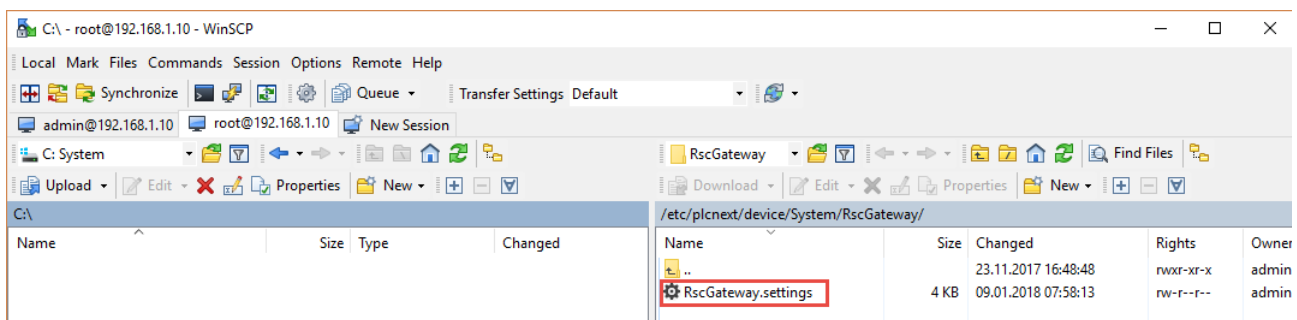 C:\ - root@192.168.1.10 - WinSCP
Local Mark Files Commands Session Options Remote Help
Synchronize Queue Transfer Settings Default
admin@192.168.1.10 root@192.168.1.10 New Session
C: System RscGateway Find Files
Upload Edit Properties New Download Edit Properties New
C:\ /etc/plcnext/device/System/RscGateway/
Name Size Type Changed Name Size Changed Rights Owner
.. 23.11.2017 16:48:48 rwxr-xr-x admin
RscGateway.settings 4 KB 09.01.2018 07:58:13 rw-r--r-- admin